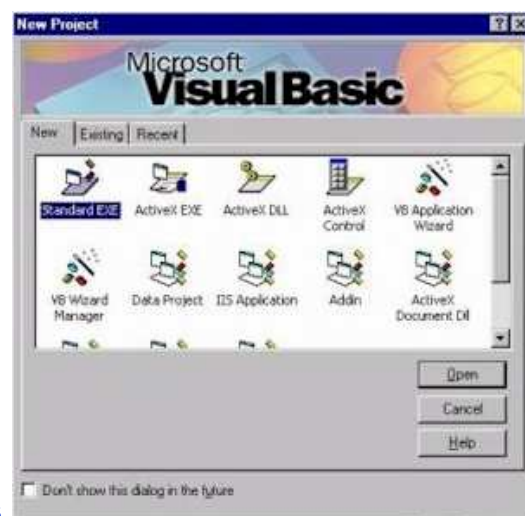 New Project
Microsoft
Visual Basic
New Existing Recent
Standard EXE ActiveX EXE ActiveX DLL ActiveX Control VB Application Wizard
VB Wizard Manager Data Project IIS Application Addin ActiveX Document Dll
Open
Cancel
Help
Don't show this dialog in the future